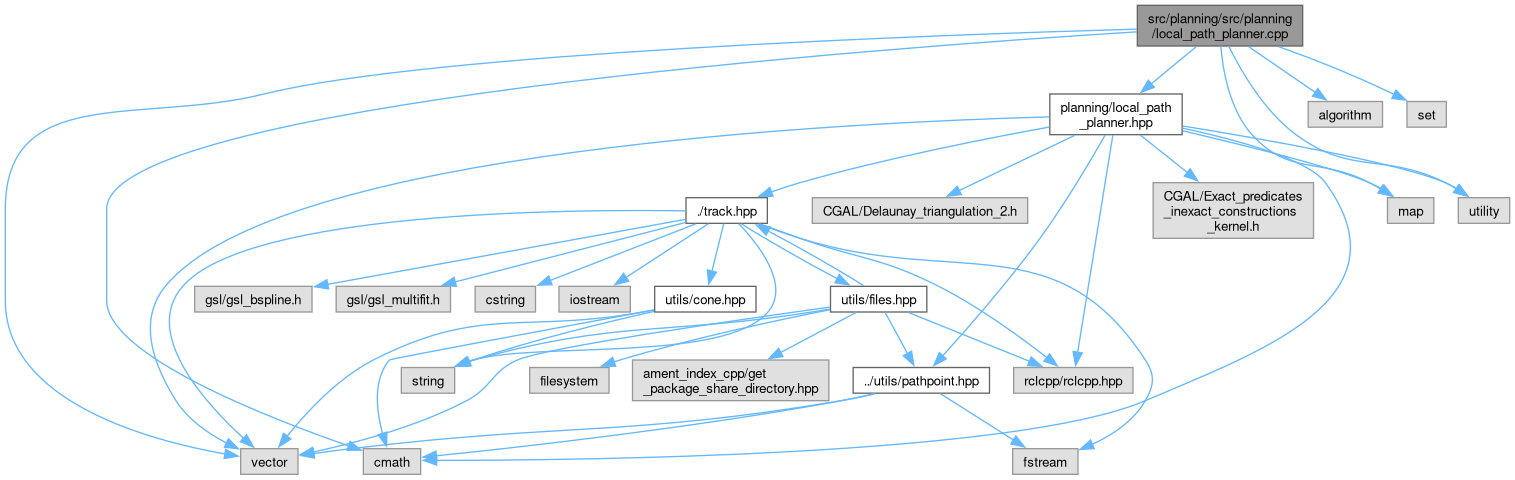 src/planning/src/planning
/local_path_planner.cpp
planning/local_path
_planner.hpp
algorithm
set
./track.hpp
CGAL/Delaunay_triangulation_2.h
CGAL/Exact_predicates
_inexact_constructions
_kernel.h
map
utility
gsl/gsl_bspline.h
gsl/gsl_multifit.h
cstring
iostream
utils/cone.hpp
utils/files.hpp
string
filesystem
ament_index_cpp/get
_package_share_directory.hpp
../utils/pathpoint.hpp
rclcpp/rclcpp.hpp
vector
cmath
fstream